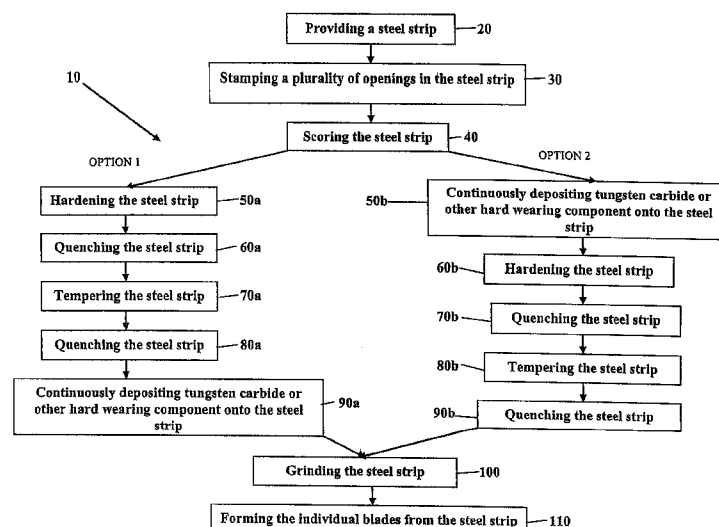 Providing a steel strip
20
Stamping a plurality of openings in the steel strip
30
10
Scoring the steel strip
40
OPTION 1
OPTION 2
Hardening the steel strip
50a
Quenching the steel strip
60a
Tempering the steel strip
70a
Quenching the steel strip
80a
Continuously depositing tungsten carbide or
other hard wearing component onto the steel
strip
90a
50b
Continuously depositing tungsten carbide or
other hard wearing component onto the steel
strip
60b
Hardening the steel strip
70b
Quenching the steel strip
80b
Tempering the steel strip
90b
Quenching the steel strip
Grinding the steel strip
100
Forming the individual blades from the steel strip
110